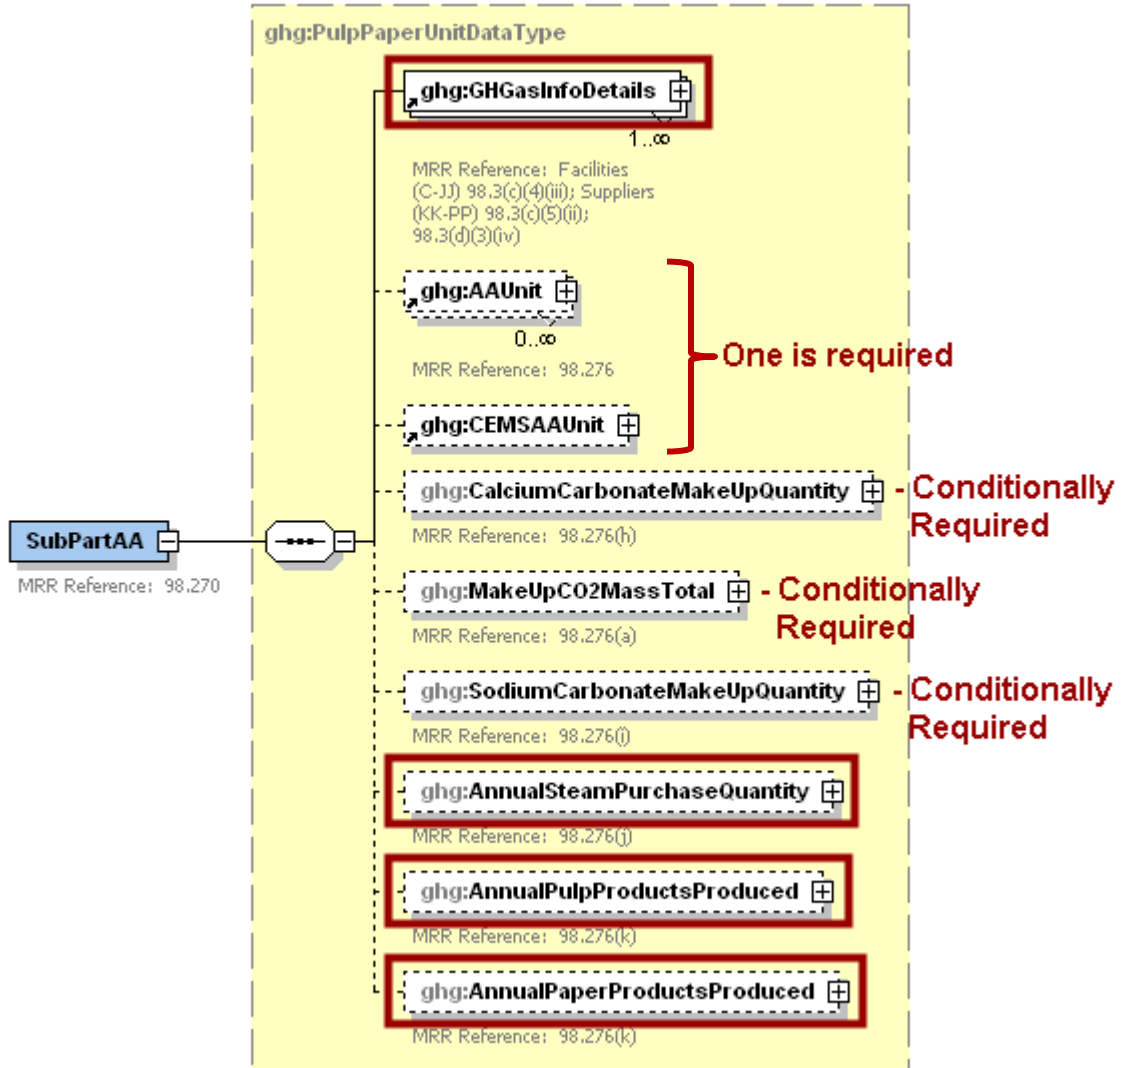 ghg:PulpPaperUnitDataType
ghg:GHGasInfoDetails
1..∞
MRR Reference: Facilities
(C-JJ) 98.3(c)(4)(iii); Suppliers
(KK-PP) 98.3(c)(5)(ii);
98.3(d)(3)(iv)
ghg:AAUnit
0..∞
MRR Reference: 98.276
One is required
ghg:CEMSAAUnit
ghg:CalciumCarbonateMakeUpQuantity
- Conditionally
Required
MRR Reference: 98.276(h)
SubPartAA
MRR Reference: 98.270
ghg:MakeUpCO2MassTotal
- Conditionally
Required
MRR Reference: 98.276(a)
ghg:SodiumCarbonateMakeUpQuantity
- Conditionally
Required
MRR Reference: 98.276(i)
ghg:AnnualSteamPurchaseQuantity
MRR Reference: 98.276(j)
ghg:AnnualPulpProductsProduced
MRR Reference: 98.276(k)
ghg:AnnualPaperProductsProduced
MRR Reference: 98.276(k)